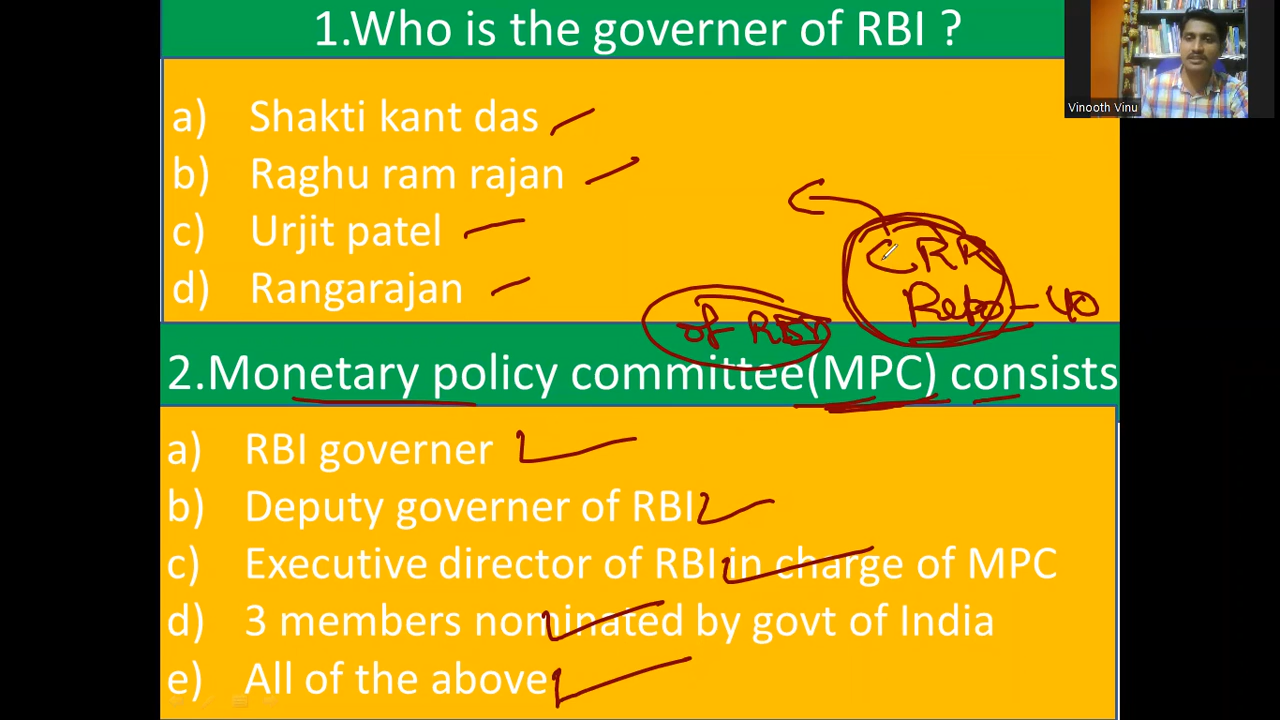 1.Who is the governer of RBI ?
Vinooth Vinu
a) Shakti kant das
b) Raghu ram rajan
c) Urjit patel
d) Rangarajan
CRR
Repo - 40
of RBI
2.Monetary policy committee(MPC) consists
a) RBI governer
b) Deputy governer of RBI
c) Executive director of RBI in charge of MPC
d) 3 members nominated by govt of India
e) All of the above